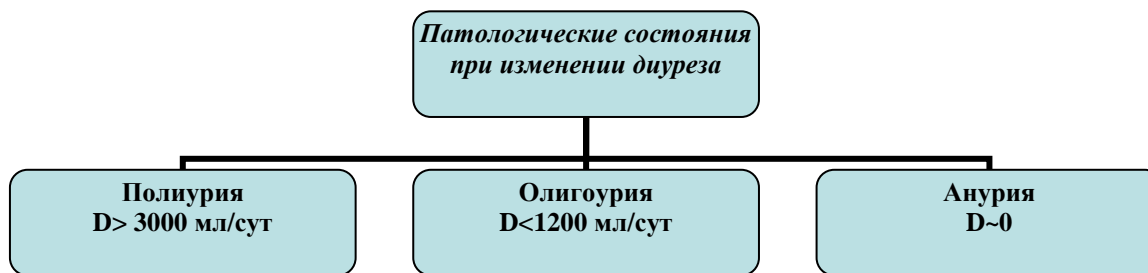 Патологические состояния
при изменении диуреза
Полиурия
D> 3000 мл/сут
Олигоурия
D<1200 мл/сут
Анурия
D~0